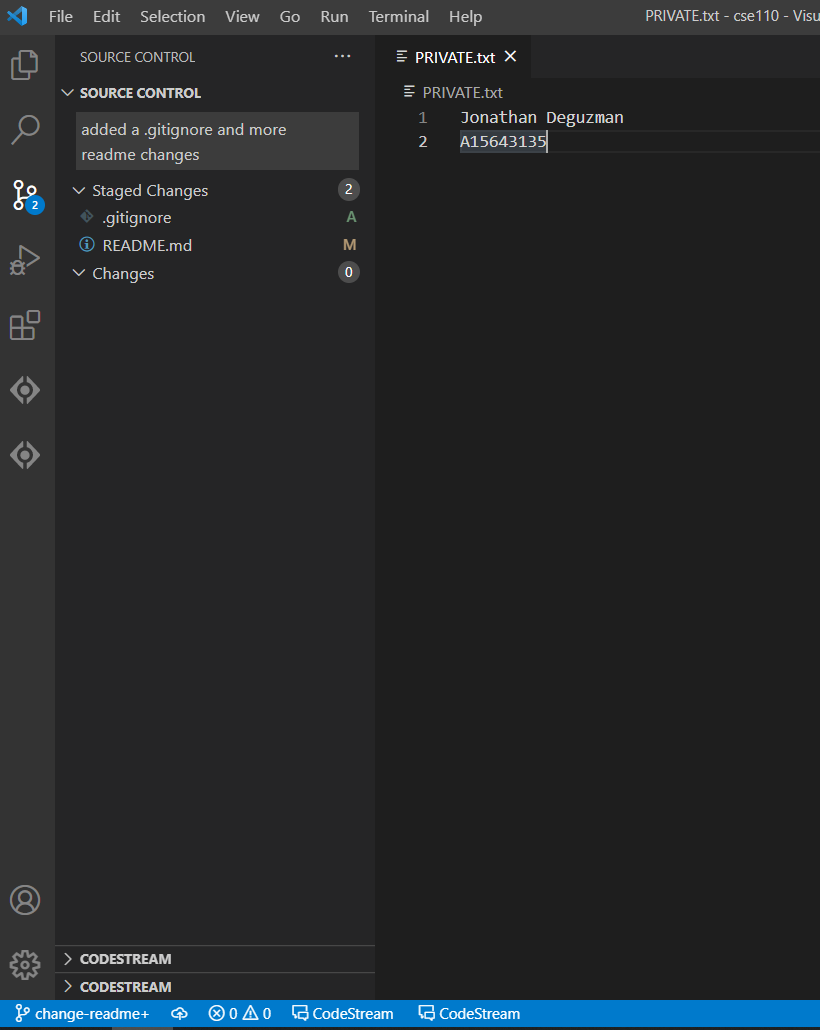 File Edit Selection View Go Run Terminal Help PRIVATE.txt - cse110 - Visu
SOURCE CONTROL ...
SOURCE CONTROL
added a .gitignore and more
readme changes
Staged Changes 2
.gitignore A
README.md M
Changes 0
2
CODESTREAM
CODESTREAM
PRIVATE.txt
PRIVATE.txt
1 Jonathan Deguzman
2 A15643135
change-readme+ 0 0 CodeStream CodeStream